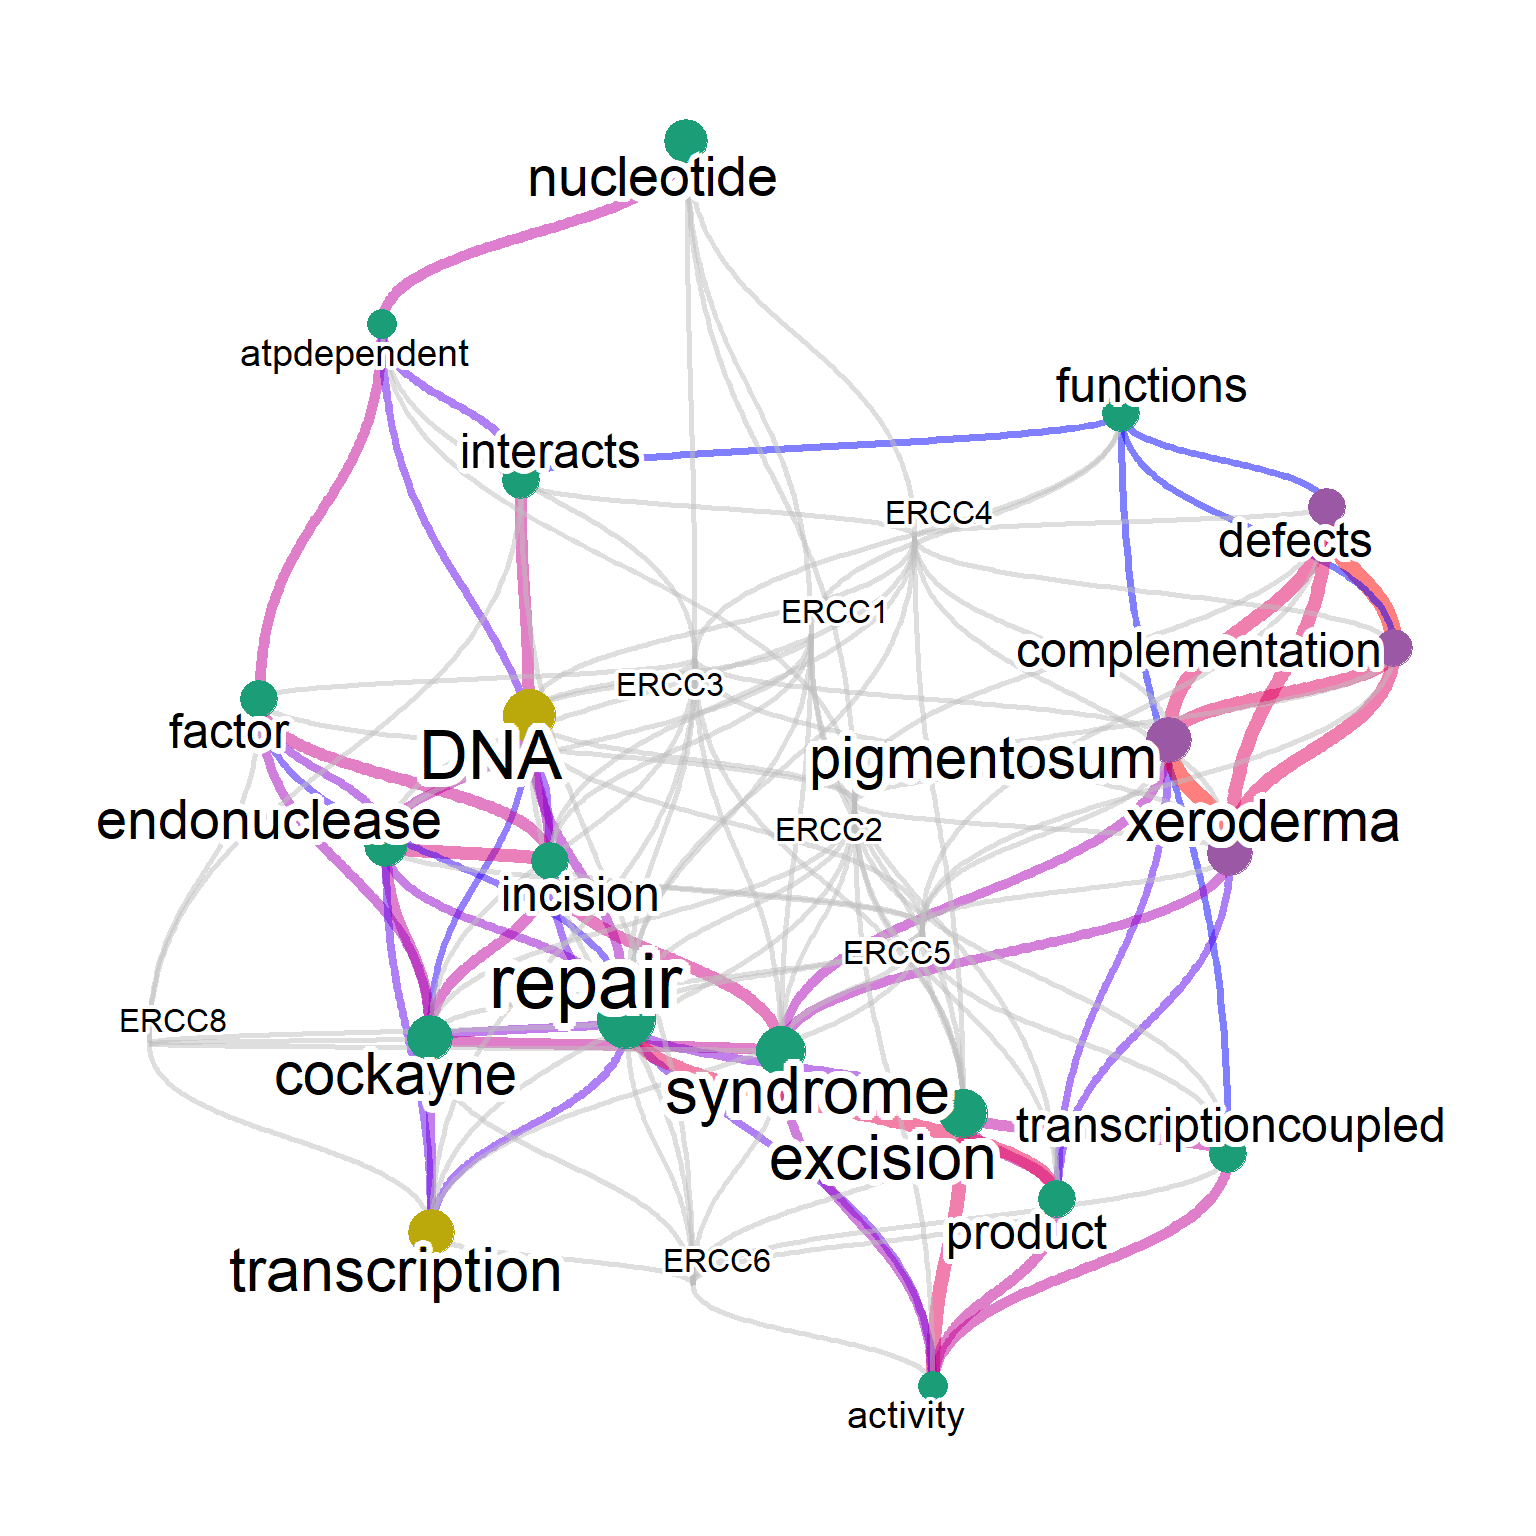 nucleotide
atpdependent
functions
interacts
ERCC4
defects
ERCC1
complementation
ERCC3
factor
DNA
pigmentosum
endonuclease
ERCC2
xeroderma
incision
ERCC5
repair
ERCC8
cockayne
syndrome
transcriptioncoupled
excision
product
ERCC6
transcription
activity